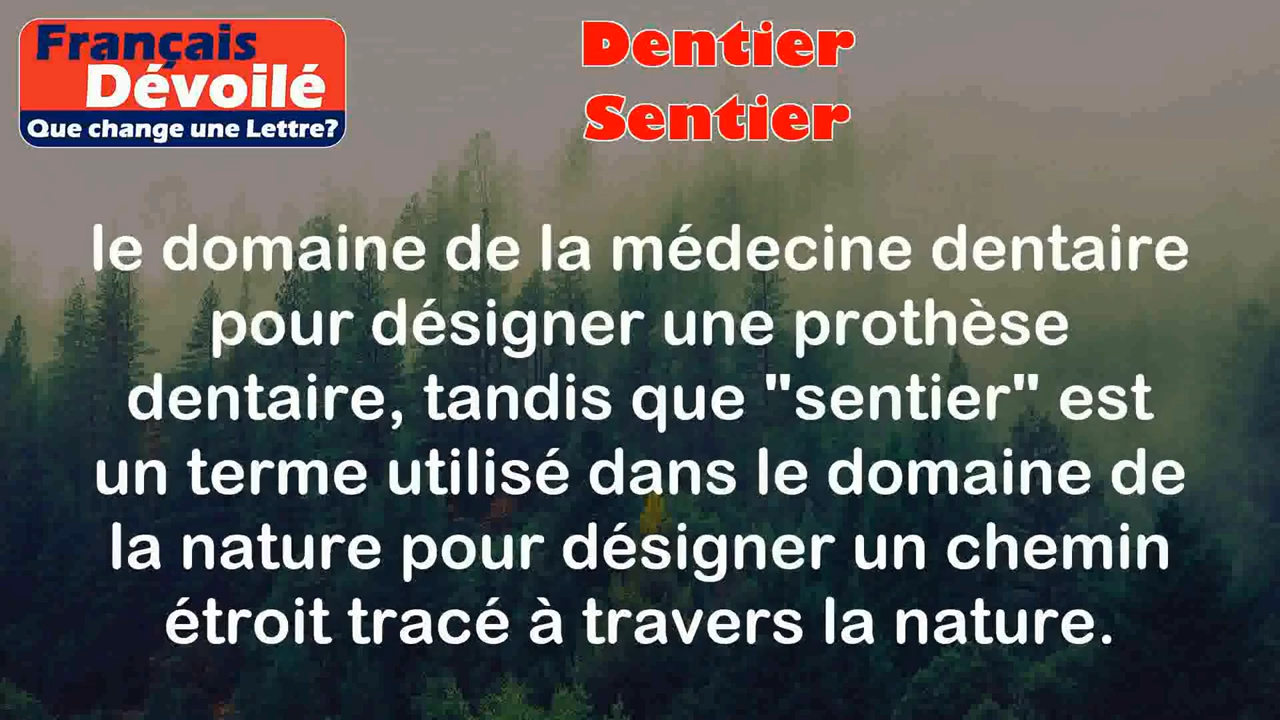 Français
Dévoilé
Que change une Lettre?
Dentier
Sentier
le domaine de la médecine dentaire
pour désigner une prothèse
dentaire, tandis que "sentier" est
un terme utilisé dans le domaine de
la nature pour désigner un chemin
étroit tracé à travers la nature.